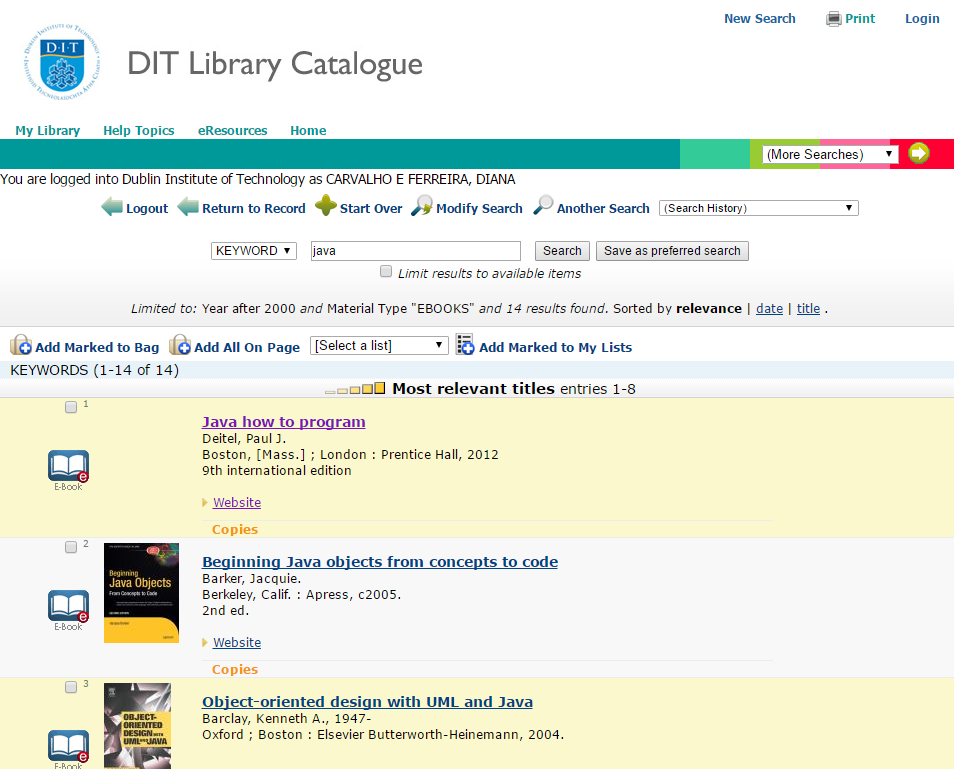 New Search Print Login
DUBLIN INSTITUTE OF TECHNOLOGY
D·I·T
DIT Library Catalogue
My Library Help Topics eResources Home
(More Searches)
You are logged into Dublin Institute of Technology as CARVALHO E FERREIRA, DIANA
Logout Return to Record Start Over Modify Search Another Search (Search History)
KEYWORD java Search Save as preferred search
Limit results to available items
Limited to: Year after 2000 and Material Type "EBOOKS" and 14 results found. Sorted by relevance | date | title .
Add Marked to Bag Add All On Page [Select a list] Add Marked to My Lists
KEYWORDS (1-14 of 14)
Most relevant titles entries 1-8
1
Java how to program
Deitel, Paul J.
Boston, [Mass.] ; London : Prentice Hall, 2012
9th international edition
e
E-Book
Website
Copies
2
Beginning Java objects from concepts to code
Barker, Jacquie.
Berkeley, Calif. : Apress, c2005.
2nd ed.
Beginning
Java Objects
From Concepts to Code
e
E-Book
Website
Copies
3
Object-oriented design with UML and Java
Barclay, Kenneth A., 1947-
Oxford ; Boston : Elsevier Butterworth-Heinemann, 2004.
OBJECT-
ORIENTED
DESIGN WITH
UML AND JAVA
e
E-Book